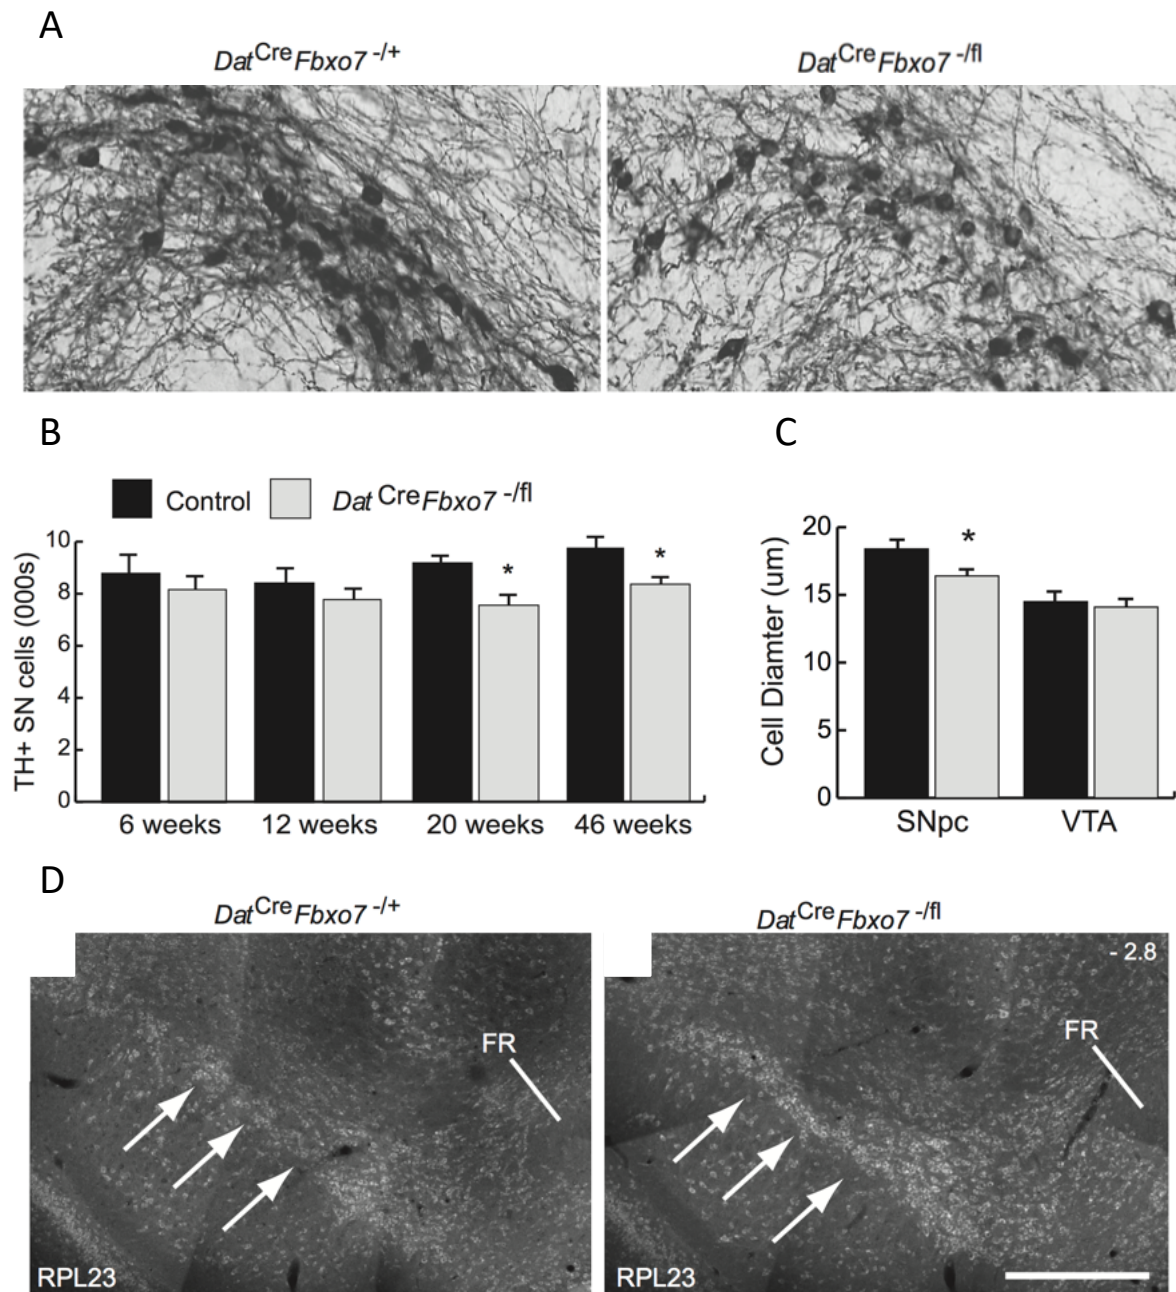 A
DatCreFbxo7 -/+
DatCreFbxo7 -/fl
B
C
Control
DatCreFbxo7 -/fl
TH+ SN cells (000s)
10
8
6
4
2
0
6 weeks
12 weeks
20 weeks
46 weeks
*
*
Cell Diamter (um)
20
15
10
5
0
*
SNpc
VTA
D
DatCreFbxo7 -/+
DatCreFbxo7 -/fl
FR
RPL23
- 2.8
FR
RPL23